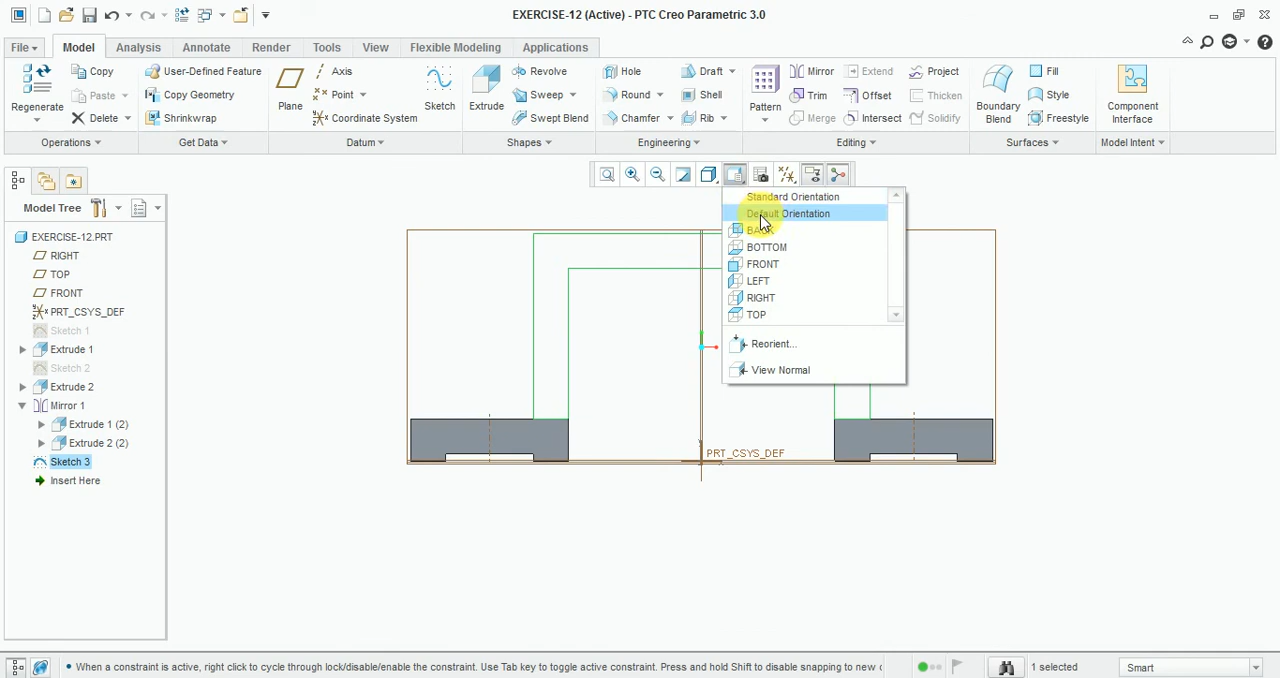 EXERCISE-12 (Active) - PTC Creo Parametric 3.0
File Model Analysis Annotate Render Tools View Flexible Modeling Applications
Regenerate Copy Paste Delete
Operations
User-Defined Feature
Copy Geometry
Shrinkwrap
Get Data
Plane Axis Point Coordinate System
Sketch
Datum
Extrude Revolve Sweep Swept Blend
Shapes
Hole Draft
Round Shell
Chamfer Rib
Engineering
Pattern Mirror Extend Project
Trim Offset Thicken
Merge Intersect Solidify
Editing
Boundary Blend Fill
Style
Freestyle
Surfaces
Component Interface
Model Intent
Model Tree
EXERCISE-12.PRT
RIGHT
TOP
FRONT
PRT_CSYS_DEF
Sketch 1
Extrude 1
Sketch 2
Extrude 2
Mirror 1
Extrude 1 (2)
Extrude 2 (2)
Sketch 3
Insert Here
Standard Orientation
Default Orientation
BACK
BOTTOM
FRONT
LEFT
RIGHT
TOP
Reorient...
View Normal
PRT_CSYS_DEF
• When a constraint is active, right click to cycle through lock/disable/enable the constraint. Use Tab key to toggle active constraint. Press and hold Shift to disable snapping to new c
1 selected
Smart